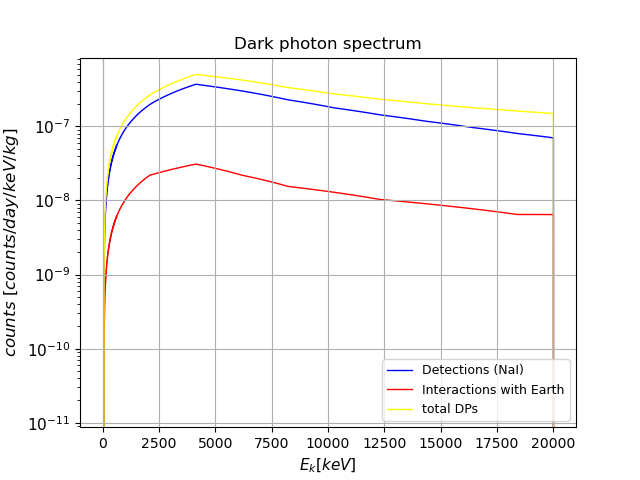 Dark photon spectrum
counts [counts/day/keV/kg]
10⁻⁷
10⁻⁸
10⁻⁹
10⁻¹⁰
10⁻¹¹
Detections (NaI)
Interactions with Earth
total DPs
0 2500 5000 7500 10000 12500 15000 17500 20000
Eₖ[keV]